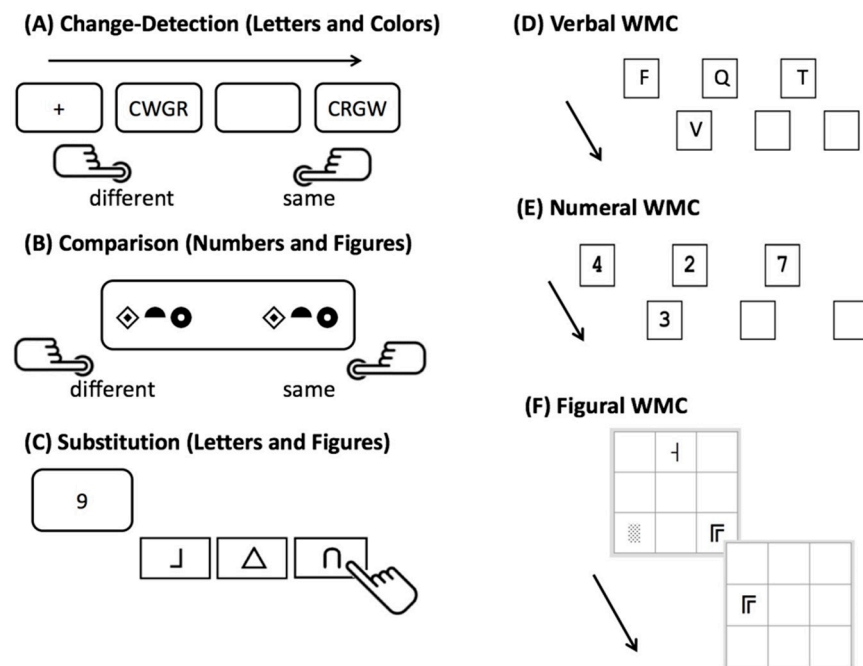 (A) Change-Detection (Letters and Colors)
+ CWGR CRGW
different same
(B) Comparison (Numbers and Figures)
different same
(C) Substitution (Letters and Figures)
9
(D) Verbal WMC
F Q T
V
(E) Numeral WMC
4 2 7
3
(F) Figural WMC